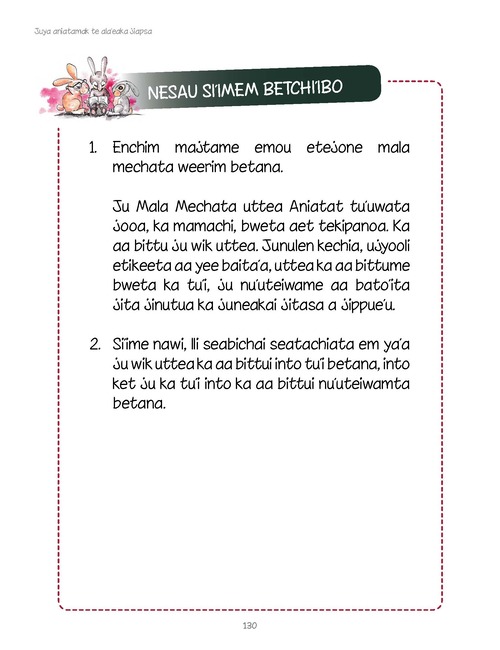 Juya aniatamak te ala'eaka jiapsa
NESAU SI'IMEM BETCHI'IBO
1. Enchim majtame emou etejone mala
mechata weerim betana.
Ju Mala Mechata uttea Aniatat tu'uwata
jooa, ka mamachi, bweta aet tekipanoa. Ka
aa bittu ju wik uttea. Junulen kechia, ujyooli
etikeeta aa yee baita'a, uttea ka aa bittume
bweta ka tu'i, ju nu'uteiwame aa bato'ita
jita jinutua ka juneakai jitasa a jippue'u.
2. Si'ime nawi, Ili seabichai seatachiata em ya'a
ju wik uttea ka aa bittui into tu'i betana, into
ket ju ka tu'i into ka aa bittui nu'uteiwamta
betana.
130